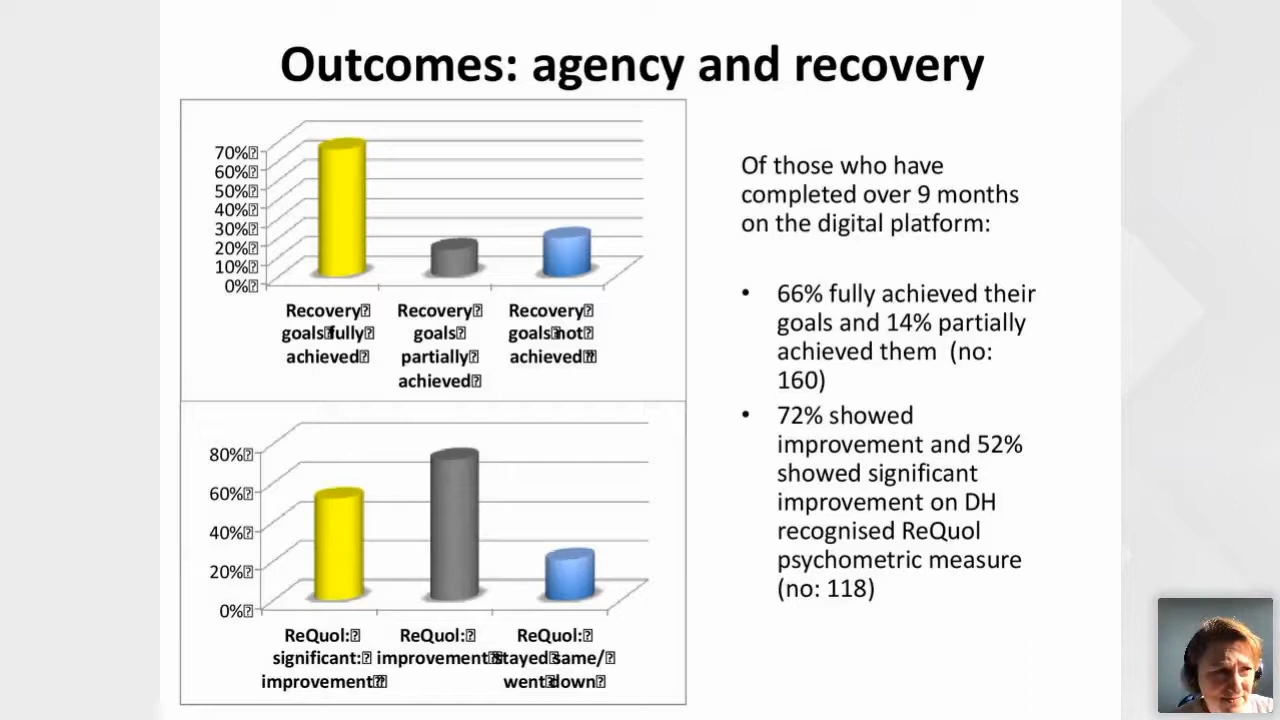 Outcomes: agency and recovery
70%
60%
50%
40%
30%
20%
10%
0%
Recovery goals fully achieved
Recovery goals partially achieved
Recovery goals not achieved
80%
60%
40%
20%
0%
ReQuol: significant: improvement
ReQuol: improvement
ReQuol: stayed same/ went down
Of those who have
completed over 9 months
on the digital platform:
• 66% fully achieved their
goals and 14% partially
achieved them (no:
160)
• 72% showed
improvement and 52%
showed significant
improvement on DH
recognised ReQuol
psychometric measure
(no: 118)